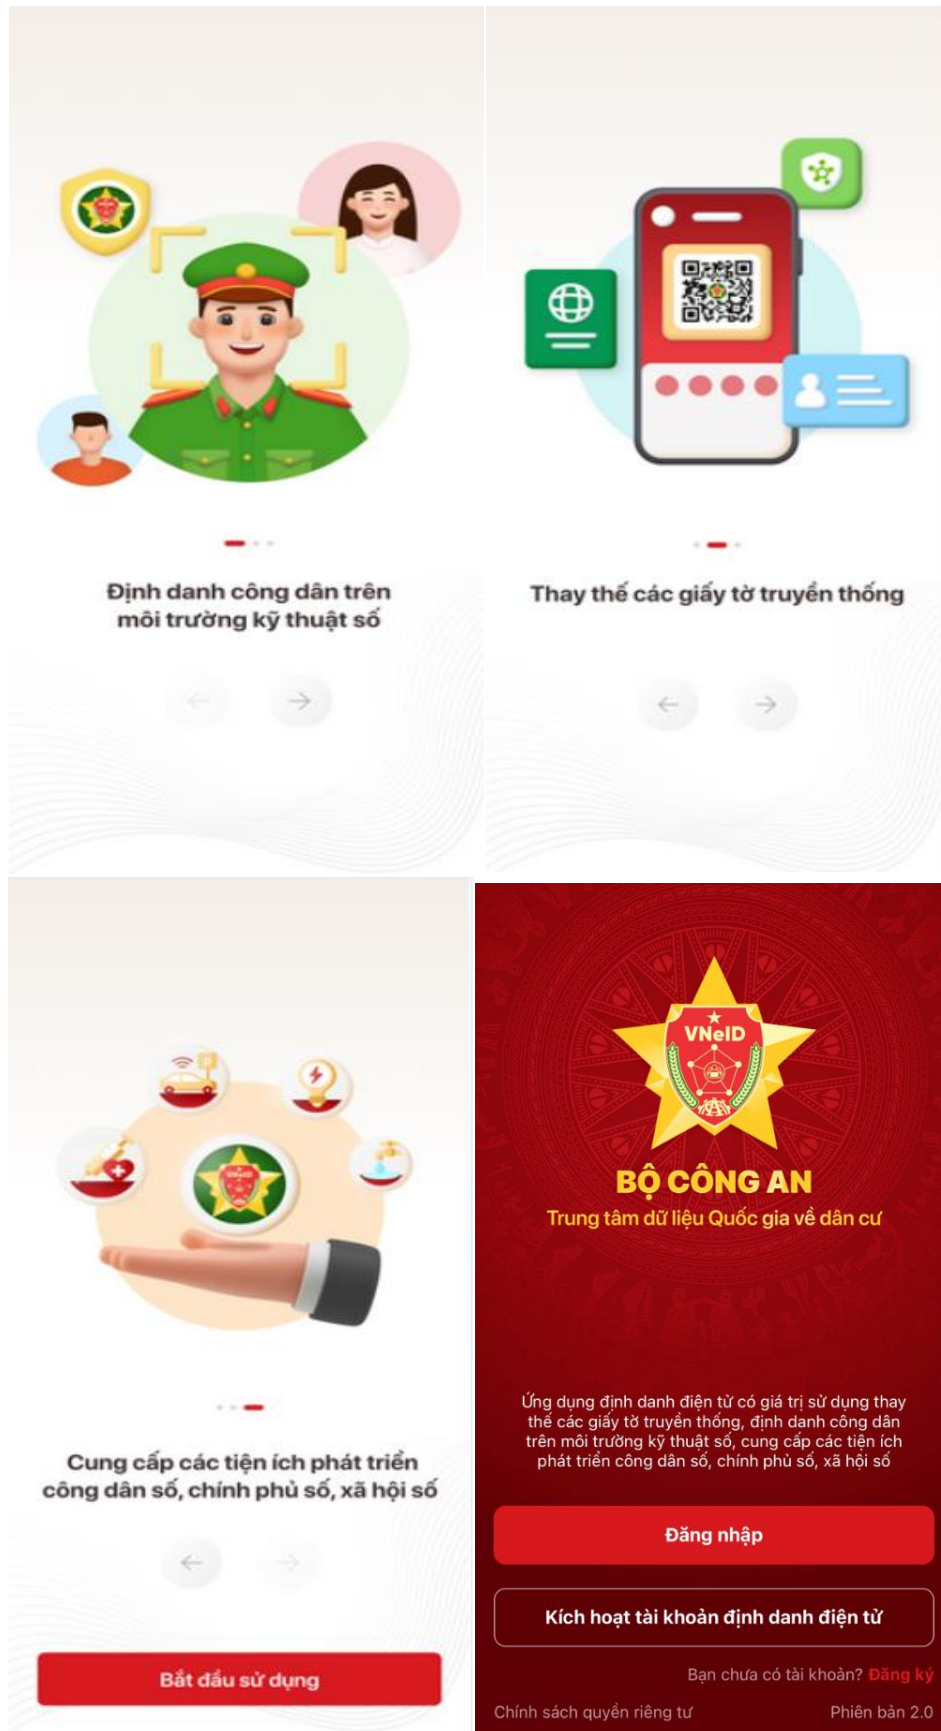 Định danh công dân trên
môi trường kỹ thuật số
Thay thế các giấy tờ truyền thống
VNeID
Cung cấp các tiện ích phát triển
công dân số, chính phủ số, xã hội số
Bắt đầu sử dụng
VNeID
BỘ CÔNG AN
Trung tâm dữ liệu Quốc gia về dân cư
Ứng dụng định danh điện tử có giá trị sử dụng thay
thế các giấy tờ truyền thống, định danh công dân
trên môi trường kỹ thuật số, cung cấp các tiện ích
phát triển công dân số, chính phủ số, xã hội số
Đăng nhập
Kích hoạt tài khoản định danh điện tử
Bạn chưa có tài khoản? Đăng ký
Chính sách quyền riêng tư
Phiên bản 2.0